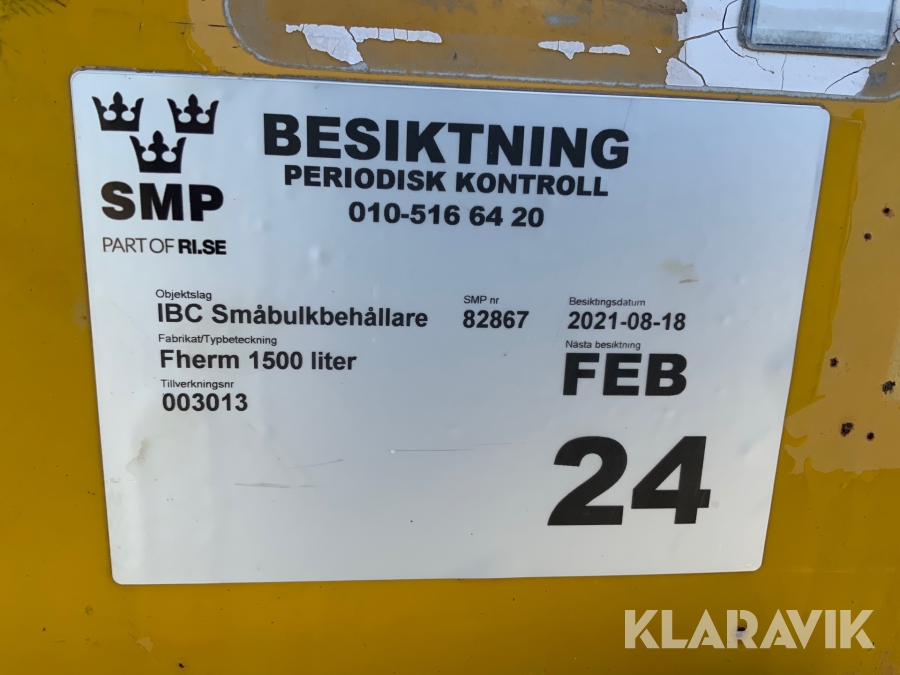 BESIKTNING
PERIODISK KONTROLL
010-516 64 20
SMP
PART OF RI.SE
Objektslag
IBC Småbulkbehållare
SMP nr
82867
Besiktingsdatum
2021-08-18
Fabrikat/Typbeteckning
Fherm 1500 liter
Nästa besiktning
FEB
24
Tillverkningsnr
003013
KLARAVIK